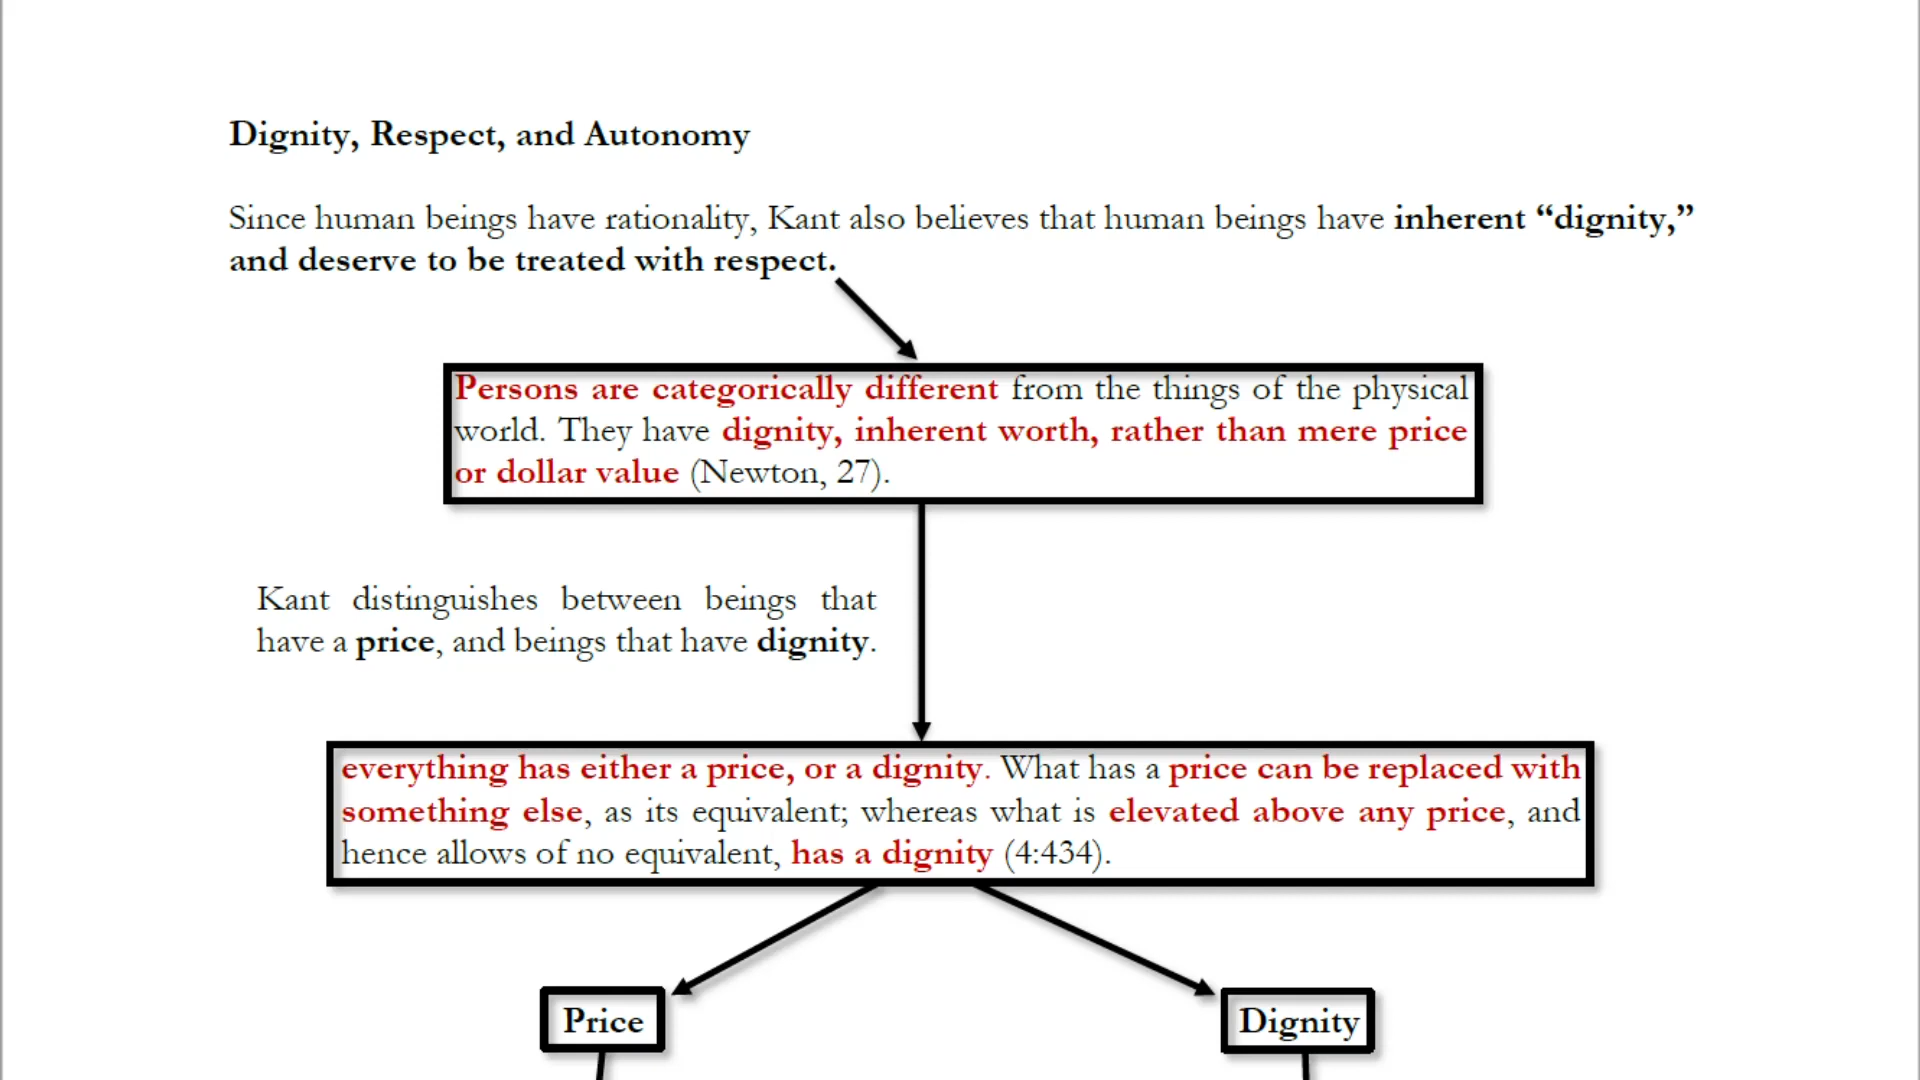 Dignity, Respect, and Autonomy
Since human beings have rationality, Kant also believes that human beings have inherent “dignity,”
and deserve to be treated with respect.
Persons are categorically different from the things of the physical
world. They have dignity, inherent worth, rather than mere price
or dollar value (Newton, 27).
Kant distinguishes between beings that
have a price, and beings that have dignity.
everything has either a price, or a dignity. What has a price can be replaced with
something else, as its equivalent; whereas what is elevated above any price, and
hence allows of no equivalent, has a dignity (4:434).
Price
Dignity